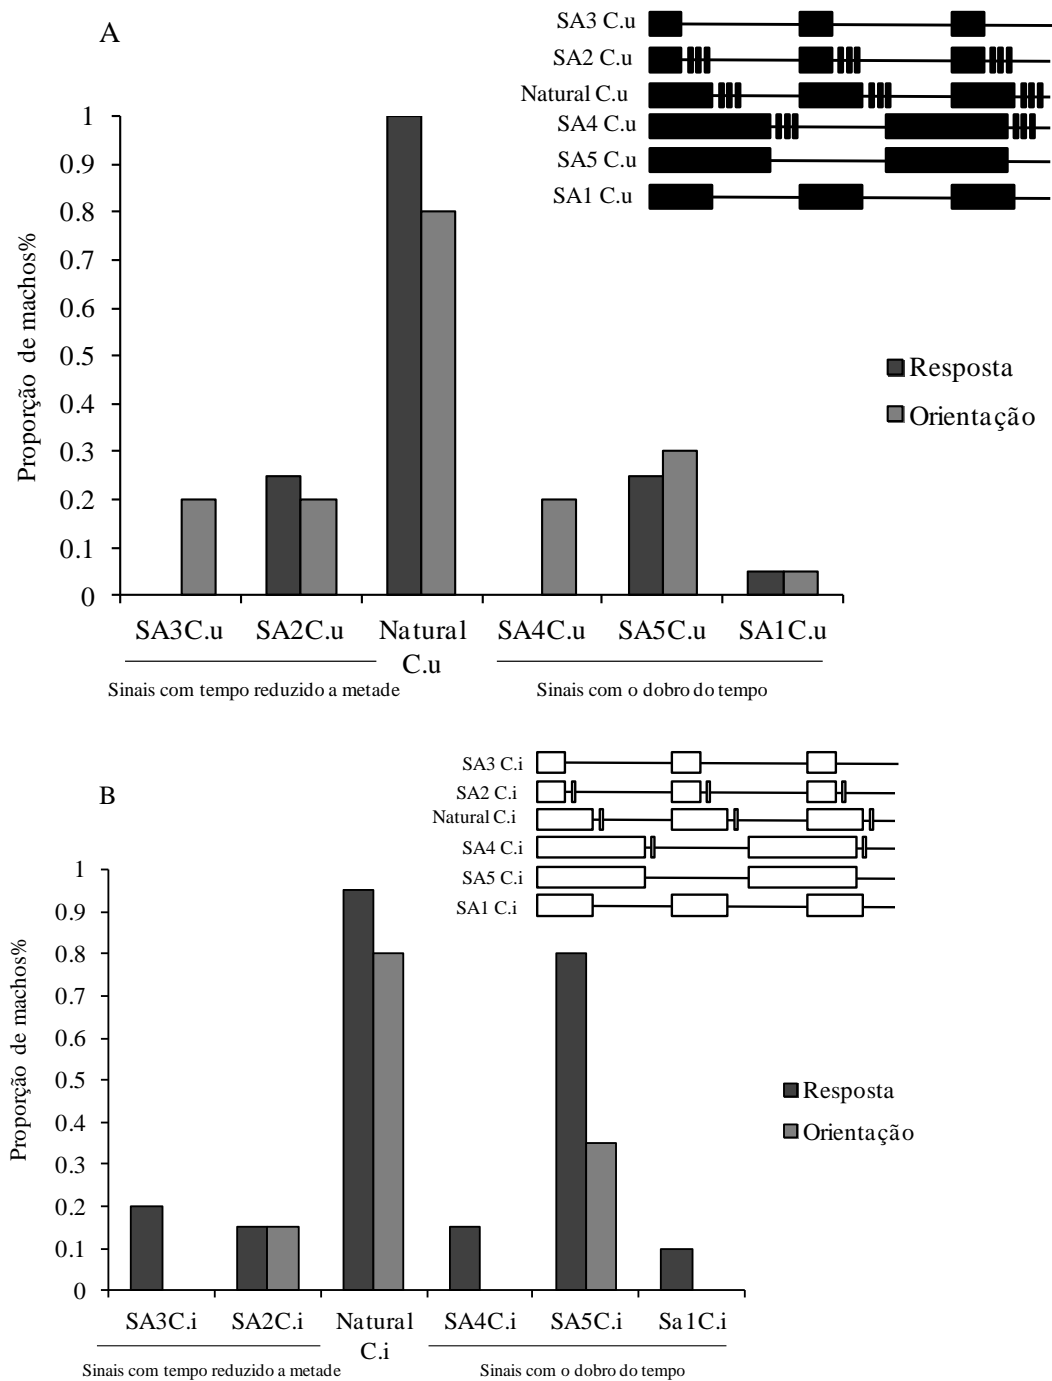 A
SA3 C.u
SA2 C.u
Natural C.u
SA4 C.u
SA5 C.u
SA1 C.u
Proporção de machos%
1
0.9
0.8
0.7
0.6
0.5
0.4
0.3
0.2
0.1
0
Resposta
Orientação
SA3C.u SA2C.u Natural C.u SA4C.u SA5C.u SA1C.u
Sinais com tempo reduzido a metade
Sinais com o dobro do tempo
B
SA3 C.i
SA2 C.i
Natural C.i
SA4 C.i
SA5 C.i
SA1 C.i
Proporção de machos%
1
0.9
0.8
0.7
0.6
0.5
0.4
0.3
0.2
0.1
0
Resposta
Orientação
SA3C.i SA2C.i Natural C.i SA4C.i SA5C.i Sa1C.i
Sinais com tempo reduzido a metade
Sinais com o dobro do tempo